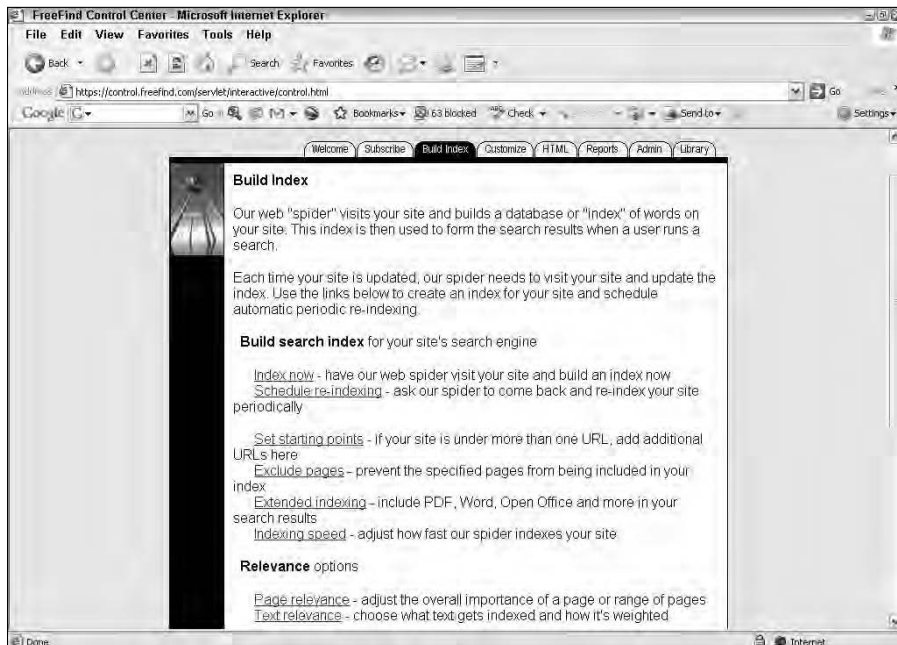 FreeFind Control Center - Microsoft Internet Explorer
File Edit View Favorites Tools Help
Back Search Favorites
https://control.freefind.com/servlet/interactive/control.html Go
Google G Go Bookmarks 63 blocked Check Send to Settings
Welcome Subscribe Build Index Customize HTML Reports Admin Library
Build Index
Our web "spider" visits your site and builds a database or "index" of words on
your site. This index is then used to form the search results when a user runs a
search.
Each time your site is updated, our spider needs to visit your site and update the
index. Use the links below to create an index for your site and schedule
automatic periodic re-indexing.
Build search index for your site's search engine
Index now - have our web spider visit your site and build an index now
Schedule re-indexing - ask our spider to come back and re-index your site
periodically
Set starting points - if your site is under more than one URL, add additional
URLs here
Exclude pages - prevent the specified pages from being included in your
index
Extended indexing - include PDF, Word, Open Office and more in your
search results
Indexing speed - adjust how fast our spider indexes your site
Relevance options
Page relevance - adjust the overall importance of a page or range of pages
Text relevance - choose what text gets indexed and how it's weighted
Done Internet